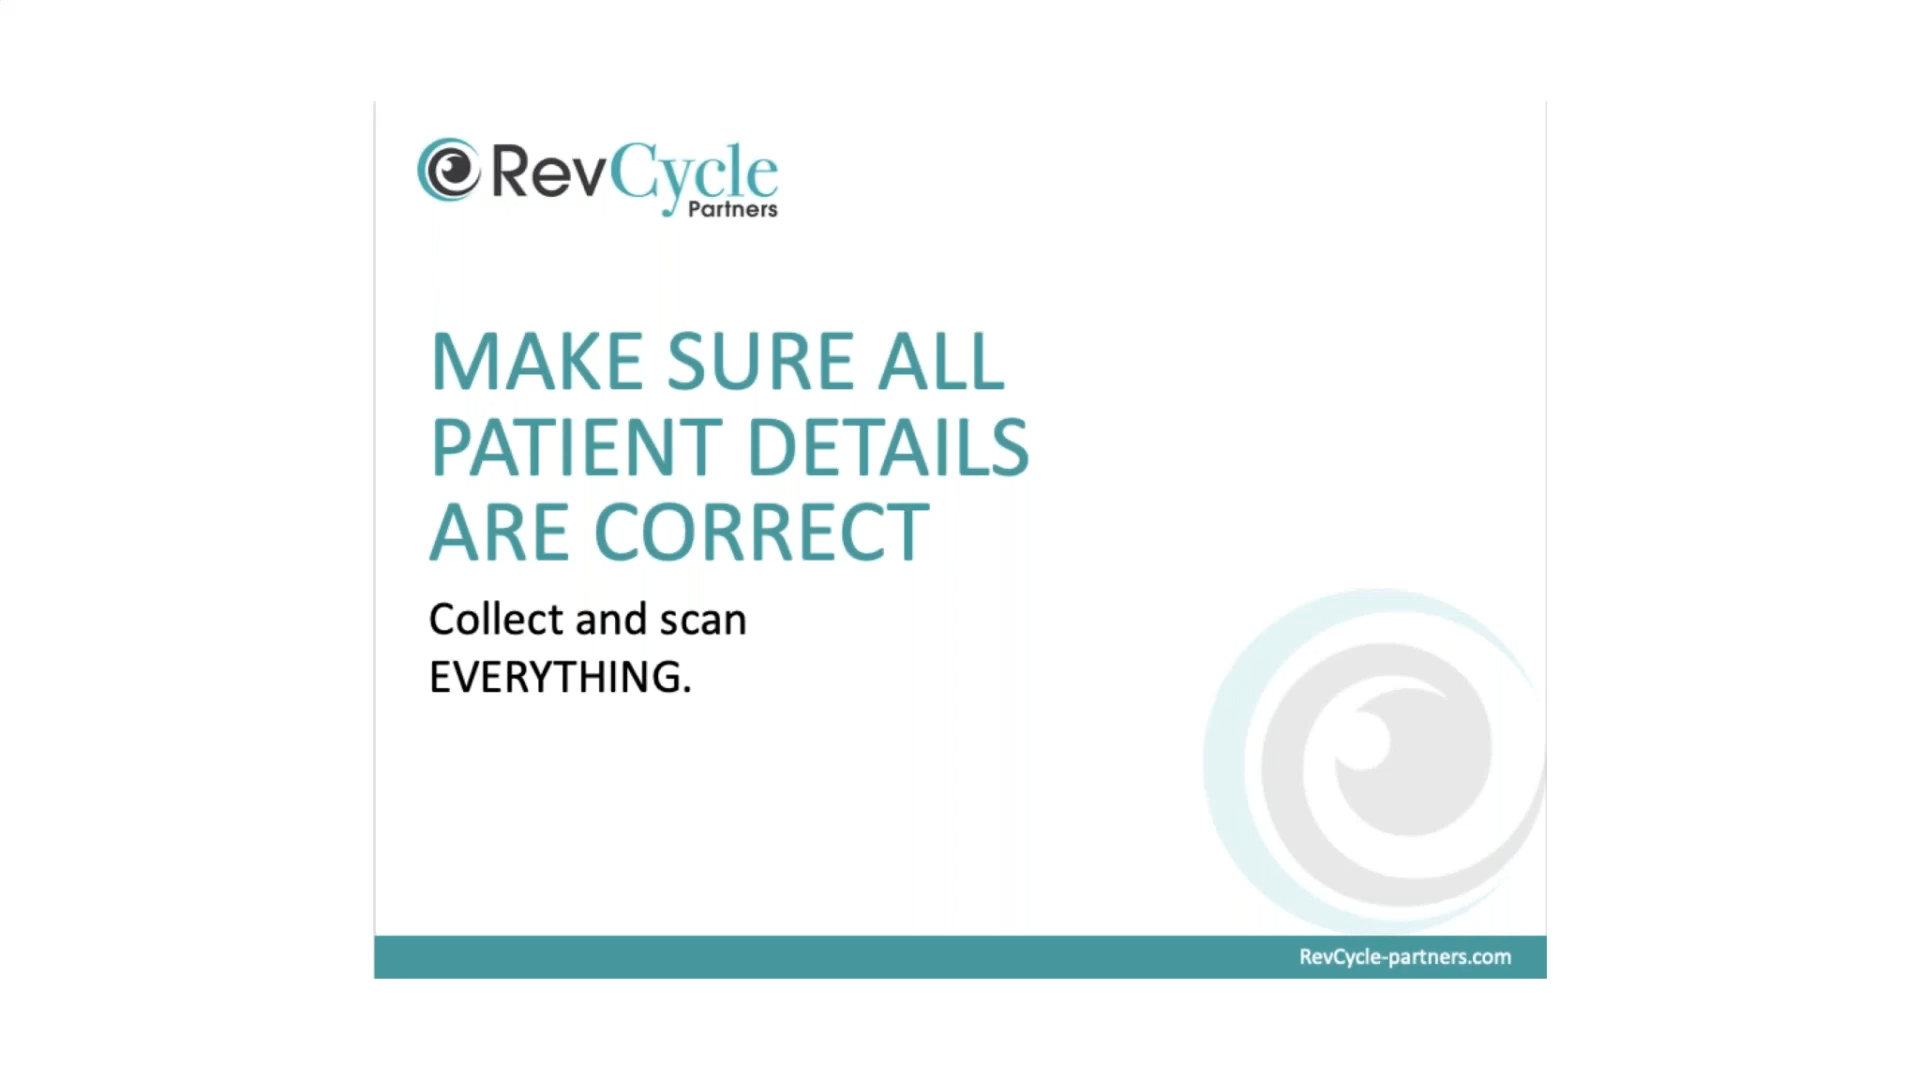 RevCycle
Partners
MAKE SURE ALL
PATIENT DETAILS
ARE CORRECT
Collect and scan
EVERYTHING.
RevCycle-partners.com